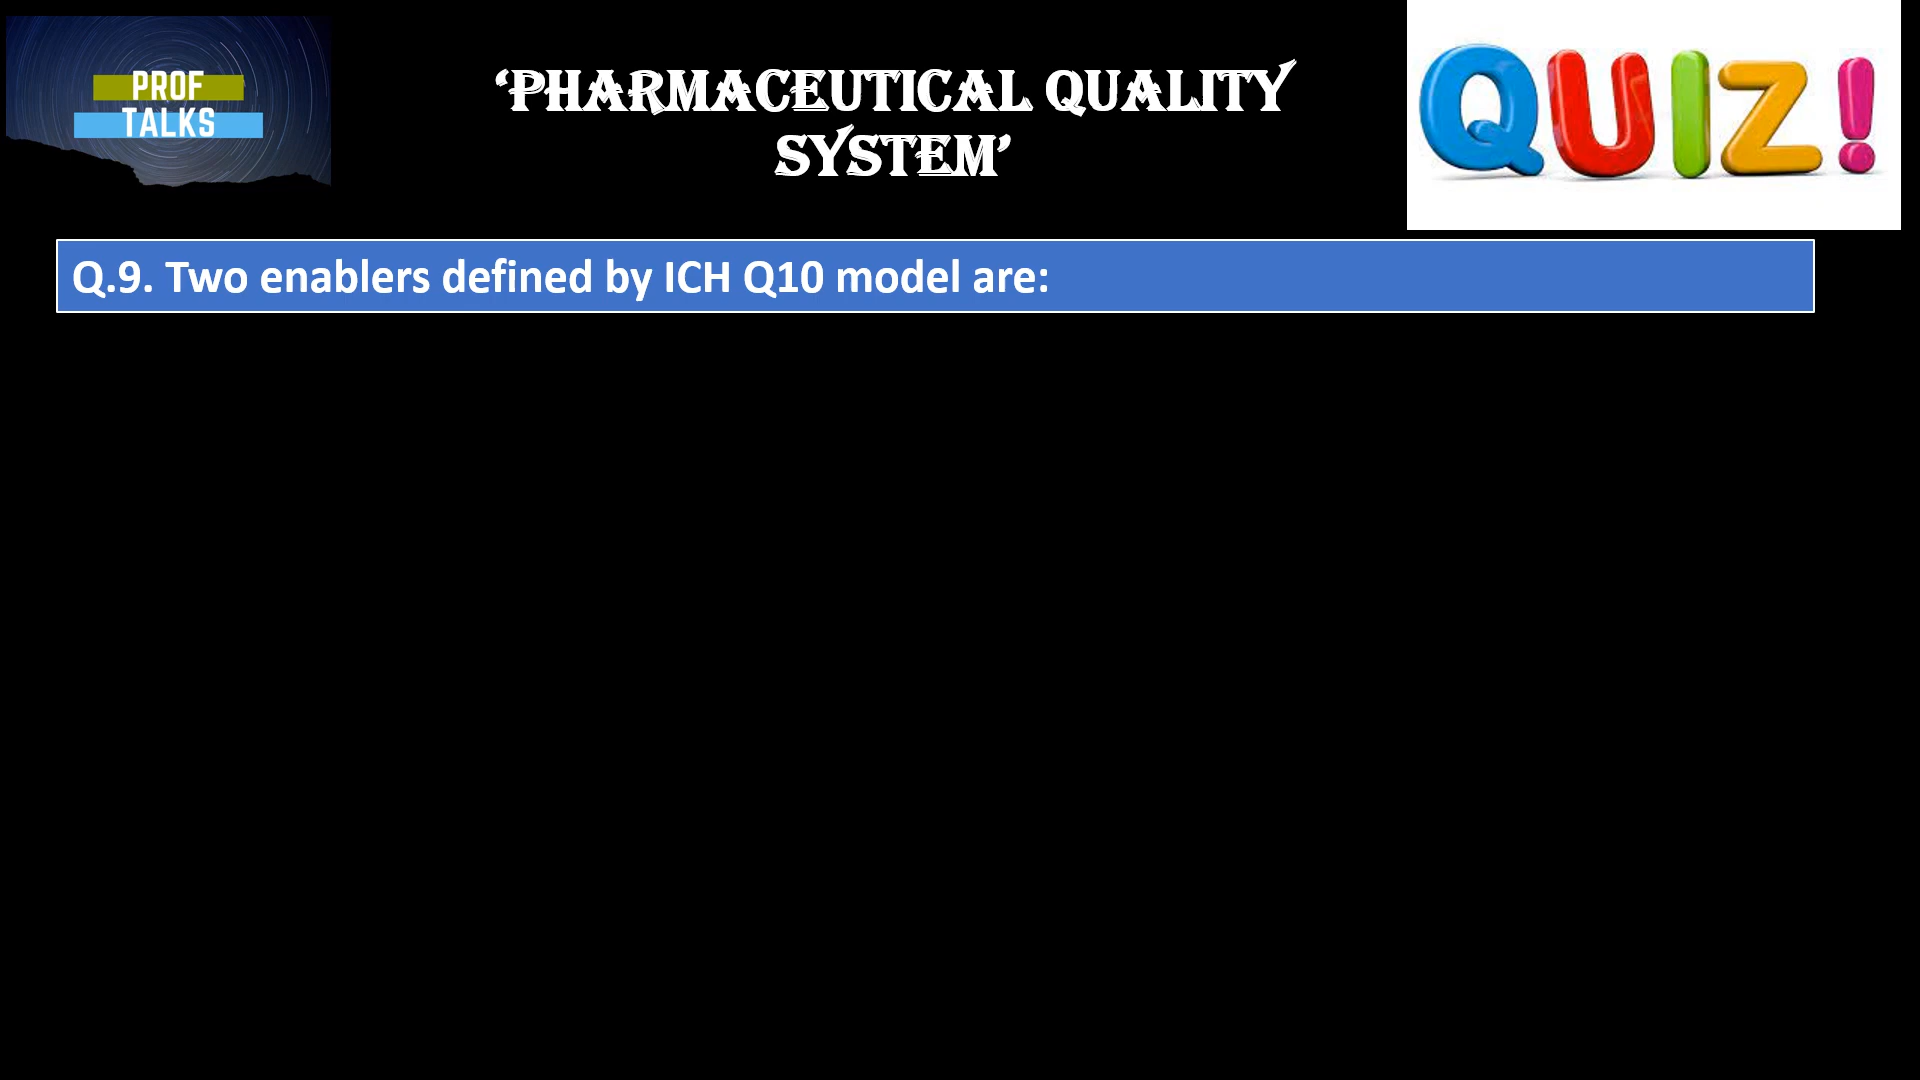 PROF
TALKS
‘PHARMACEUTICAL QUALITY
SYSTEM’
QUIZ!
Q.9. Two enablers defined by ICH Q10 model are: